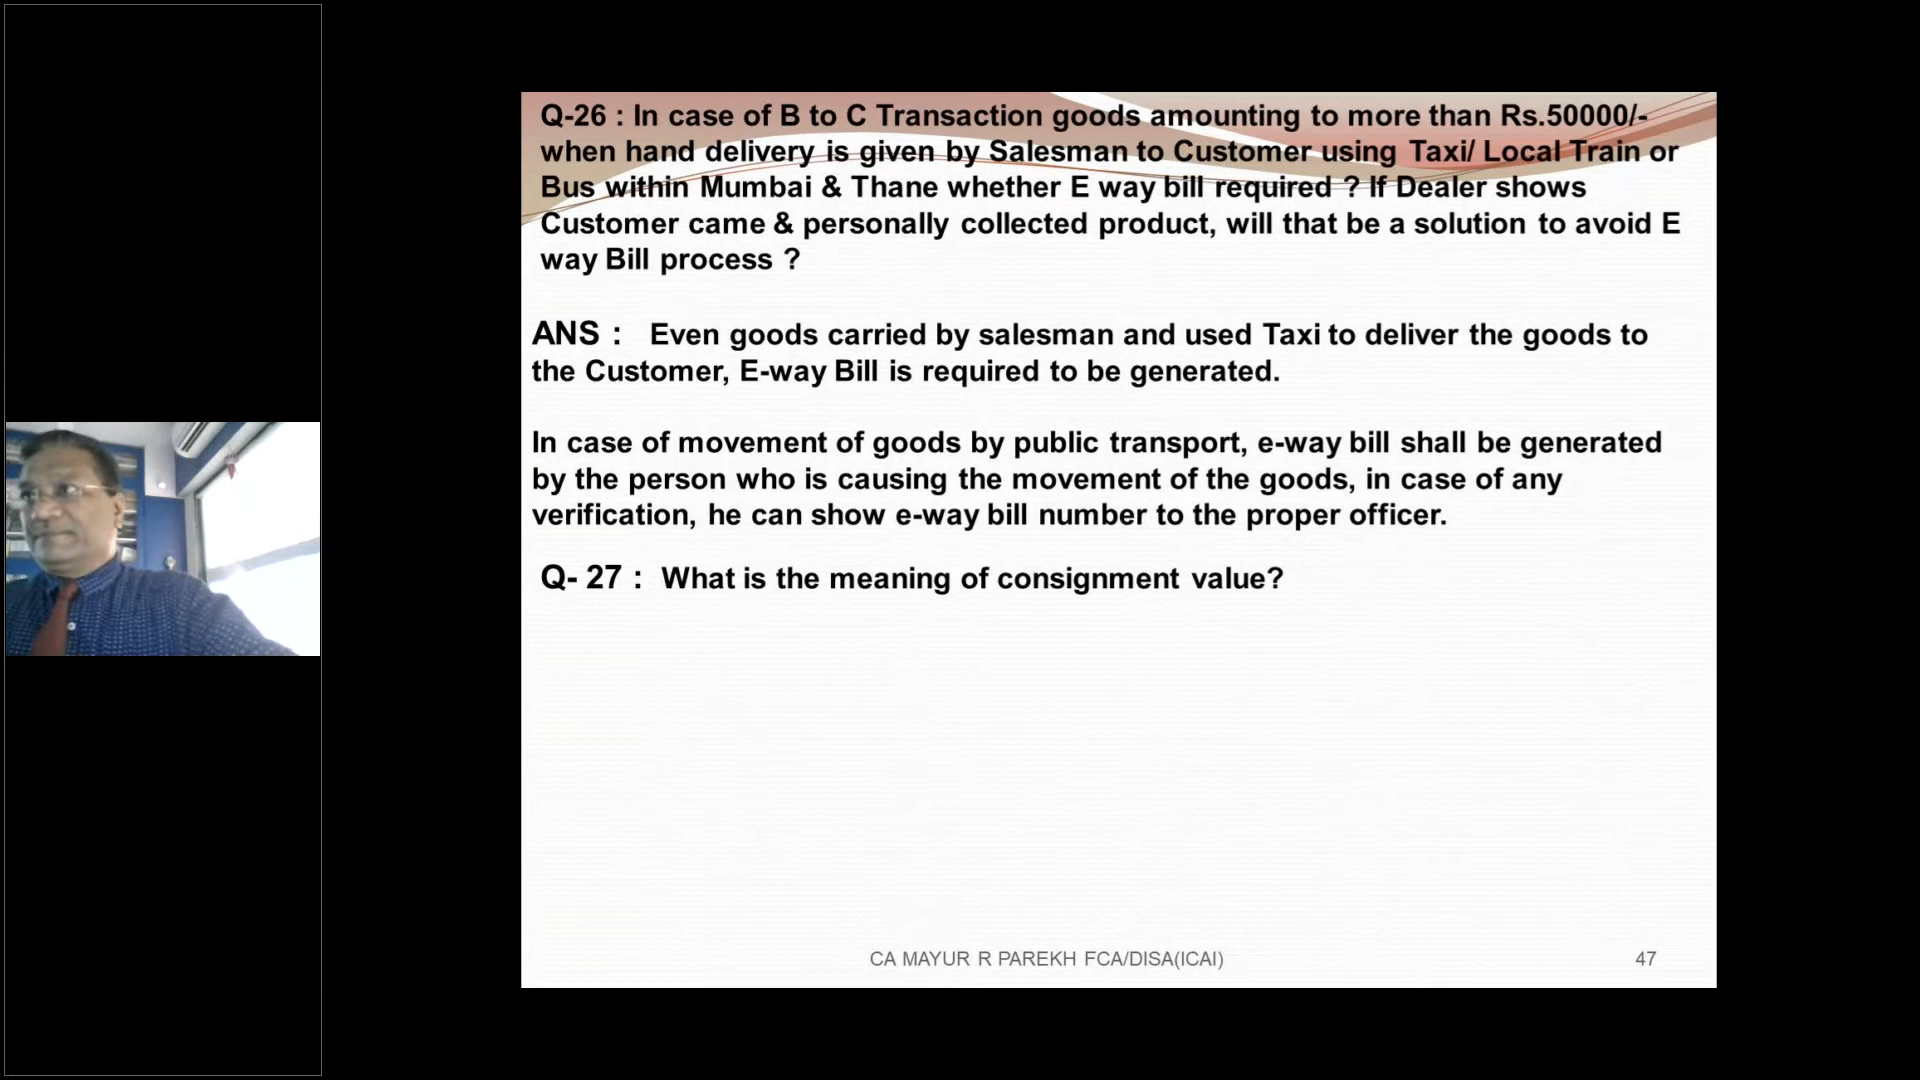 Q-26 : In case of B to C Transaction goods amounting to more than Rs.50000/-
when hand delivery is given by Salesman to Customer using Taxi/ Local Train or
Bus within Mumbai & Thane whether E way bill required ? If Dealer shows
Customer came & personally collected product, will that be a solution to avoid E
way Bill process ?
ANS : Even goods carried by salesman and used Taxi to deliver the goods to
the Customer, E-way Bill is required to be generated.
In case of movement of goods by public transport, e-way bill shall be generated
by the person who is causing the movement of the goods, in case of any
verification, he can show e-way bill number to the proper officer.
Q- 27 : What is the meaning of consignment value?
CA MAYUR R PAREKH FCA/DISA(ICAI)
47